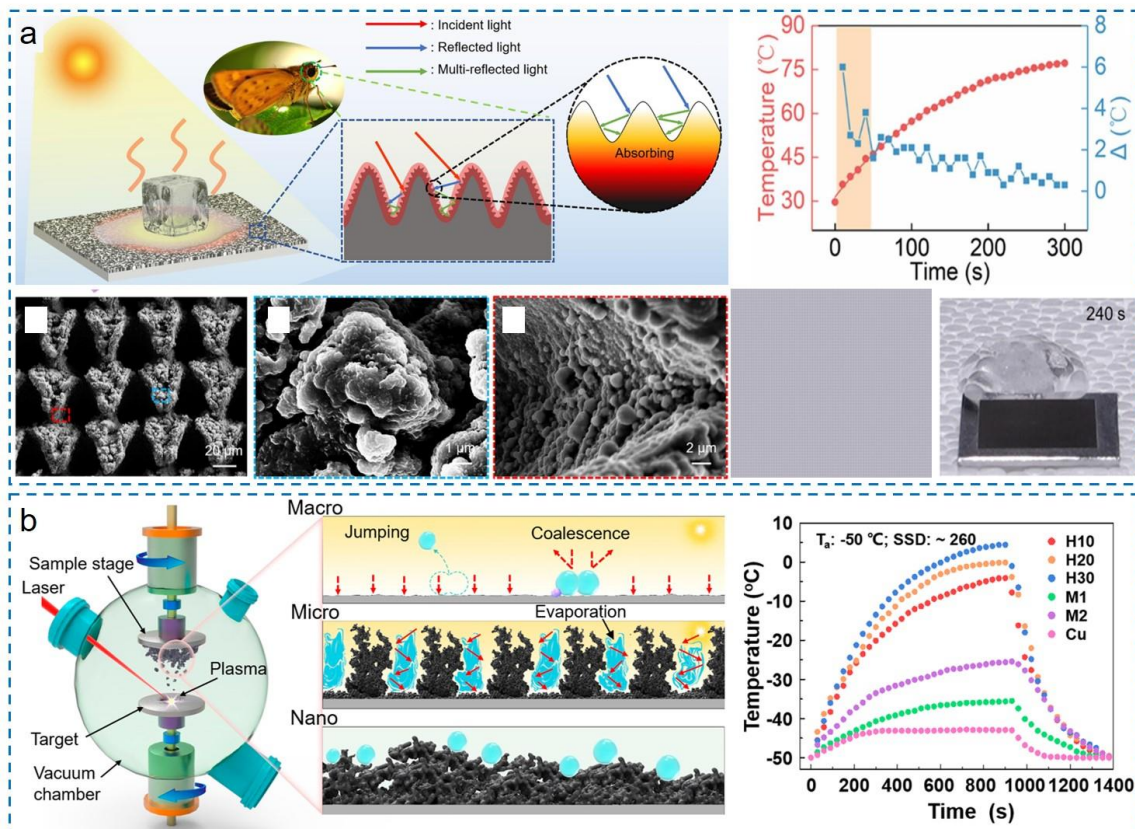 a
: Incident light
: Reflected light
: Multi-reflected light
Absorbing
90
75
60
45
30
Temperature (℃)
6
4
2
0
Δ (℃)
0
100
200
300
Time (s)
20 μm
1 μm
2 μm
240 s
b
Sample stage
Laser
Plasma
Target
Vacuum
chamber
Macro
Jumping
Coalescence
Micro
Evaporation
Nano
Tₐ: -50 ℃; SSD: ~ 260
H10
H20
H30
M1
M2
Cu
10
0
-10
-20
-30
-40
-50
Temperature (°C)
0 200 400 600 800 1000 1200 1400
Time (s)